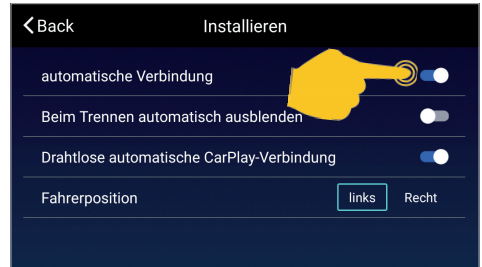 Back
Installieren
automatische Verbindung
Beim Trennen automatisch ausblenden
Drahtlose automatische CarPlay-Verbindung
Fahrerposition
links
Recht